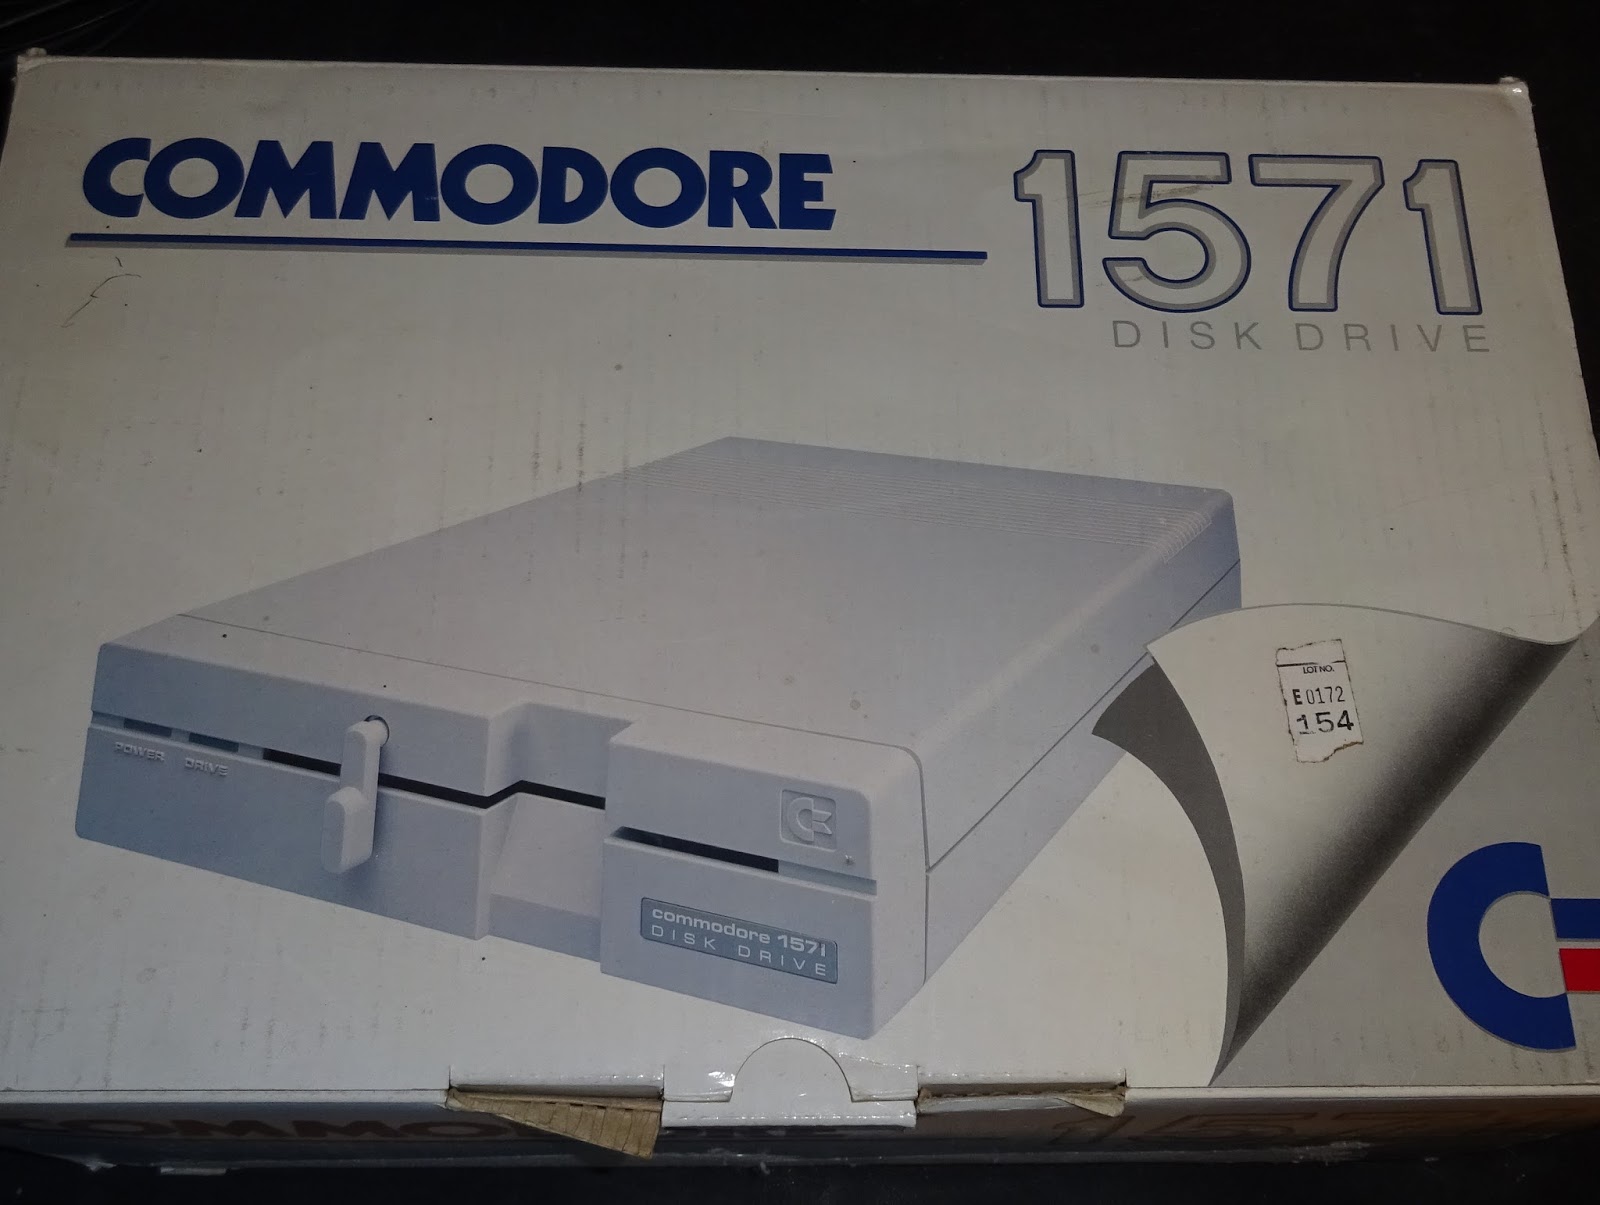 COMMODORE
1571
DISK DRIVE
LOT NO.
E 0172
154
POWER DRIVE
commodore 1571
DISK DRIVE